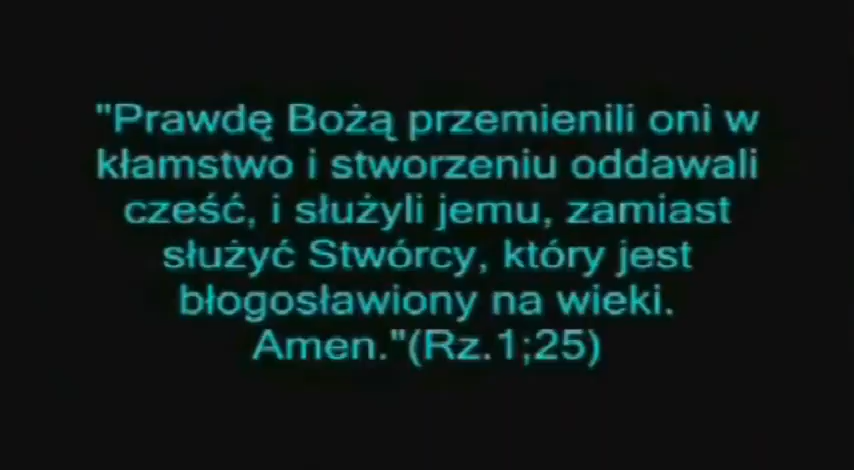 "Prawdę Bożą przemienili oni w
kłamstwo i stworzeniu oddawali
cześć, i służyli jemu, zamiast
służyć Stwórcy, który jest
błogosławiony na wieki.
Amen."(Rz.1;25)